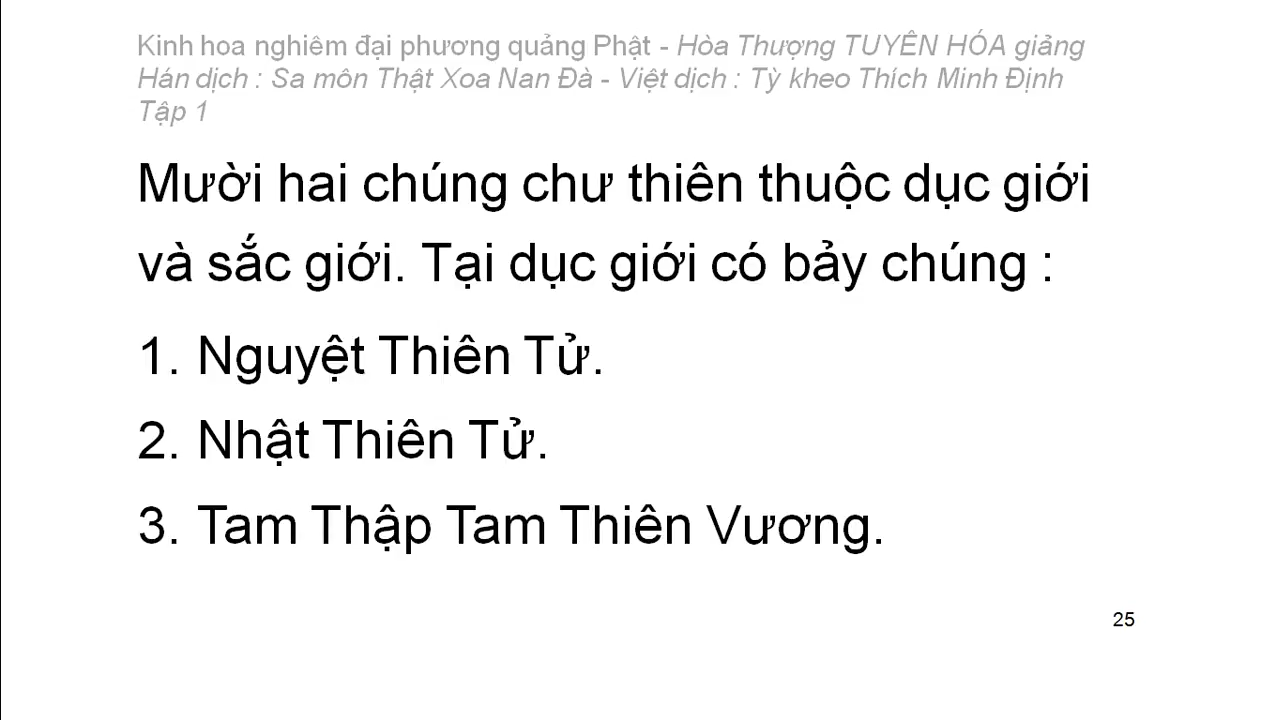 Kinh hoa nghiêm đại phương quảng Phật - Hòa Thượng TUYÊN HÓA giảng
Hán dịch : Sa môn Thật Xoa Nan Đà - Việt dịch : Tỳ kheo Thích Minh Định
Tập 1
Mười hai chúng chư thiên thuộc dục giới
và sắc giới. Tại dục giới có bảy chúng :
1. Nguyệt Thiên Tử.
2. Nhật Thiên Tử.
3. Tam Thập Tam Thiên Vương.
25